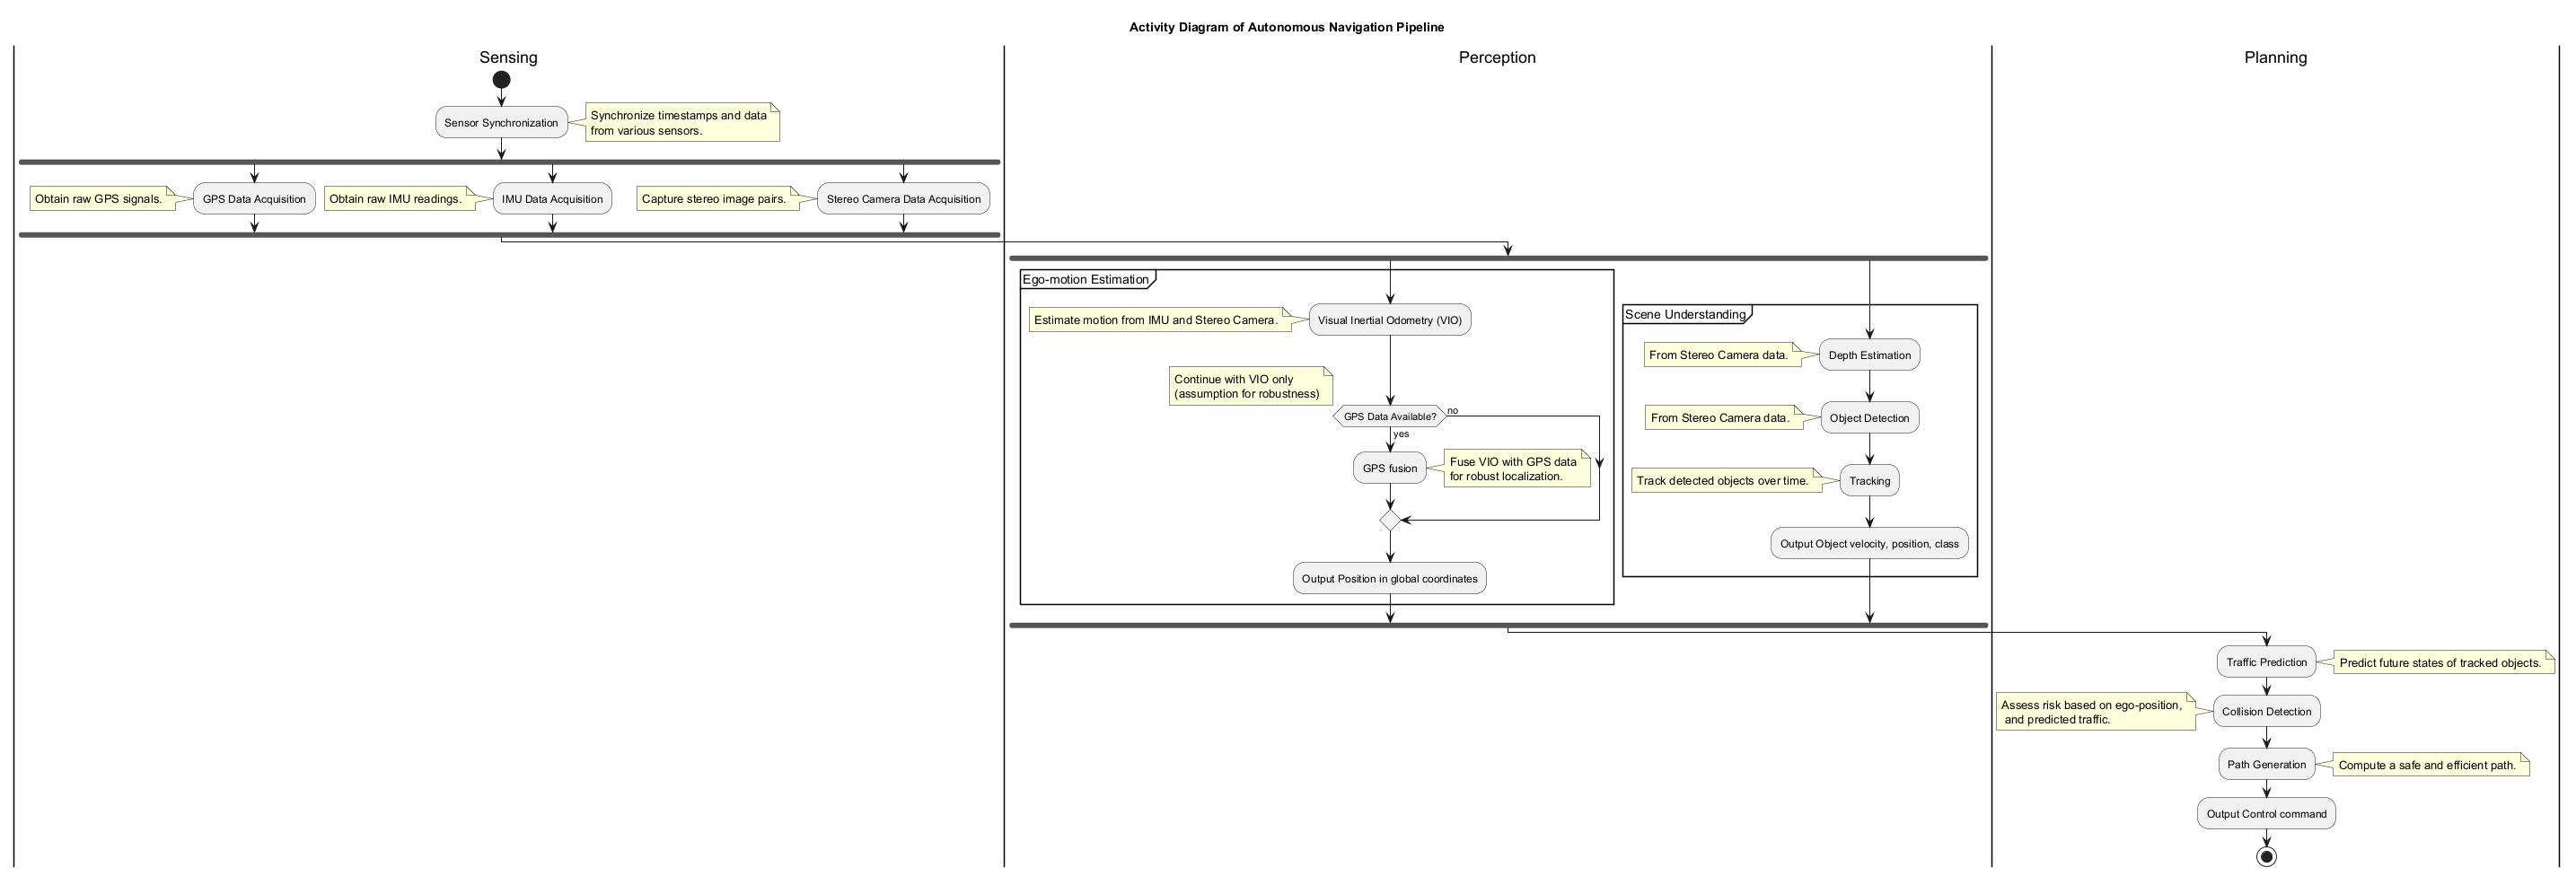 Activity Diagram of Autonomous Navigation Pipeline
Sensing
Perception
Planning
Sensor Synchronization
Synchronize timestamps and data
from various sensors.
Obtain raw GPS signals.
GPS Data Acquisition
Obtain raw IMU readings.
IMU Data Acquisition
Capture stereo image pairs.
Stereo Camera Data Acquisition
Ego-motion Estimation
Estimate motion from IMU and Stereo Camera.
Visual Inertial Odometry (VIO)
Continue with VIO only
(assumption for robustness)
GPS Data Available?
no
yes
GPS fusion
Fuse VIO with GPS data
for robust localization.
Output Position in global coordinates
Scene Understanding
From Stereo Camera data.
Depth Estimation
From Stereo Camera data.
Object Detection
Track detected objects over time.
Tracking
Output Object velocity, position, class
Traffic Prediction
Predict future states of tracked objects.
Assess risk based on ego-position,
and predicted traffic.
Collision Detection
Path Generation
Compute a safe and efficient path.
Output Control command